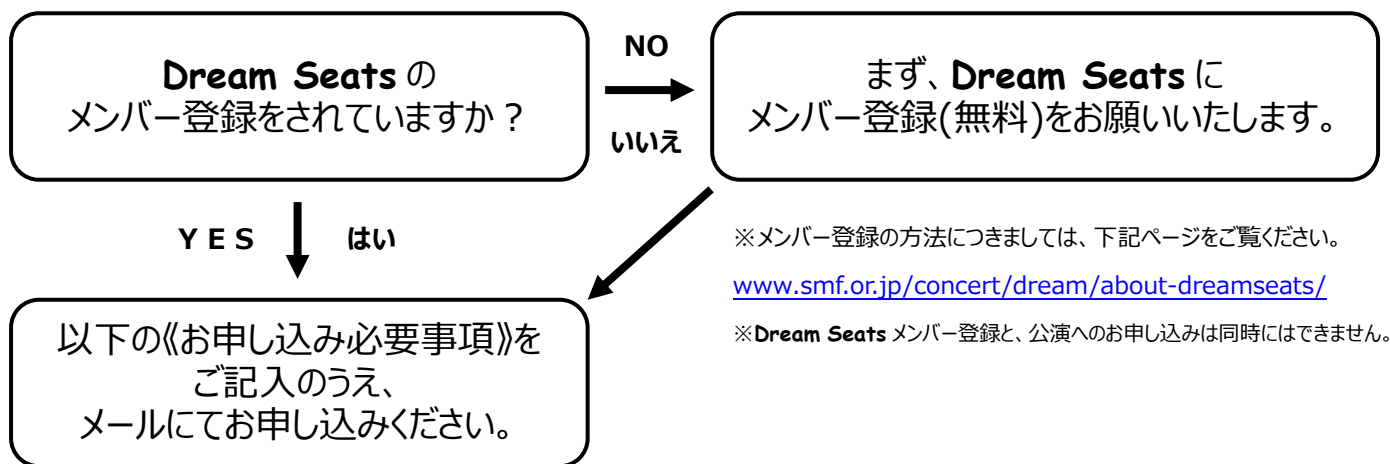 Dream Seats の
メンバー登録をされていますか？
NO
いいえ
まず、Dream Seats に
メンバー登録(無料)をお願いいたします。
YES はい
※メンバー登録の方法につきましては、下記ページをご覧ください。
www.smf.or.jp/concert/dream/about-dreamseats/
※Dream Seats メンバー登録と、公演へのお申し込みは同時にはできません。
以下の《お申し込み必要事項》を
ご記入のうえ、
メールにてお申し込みください。